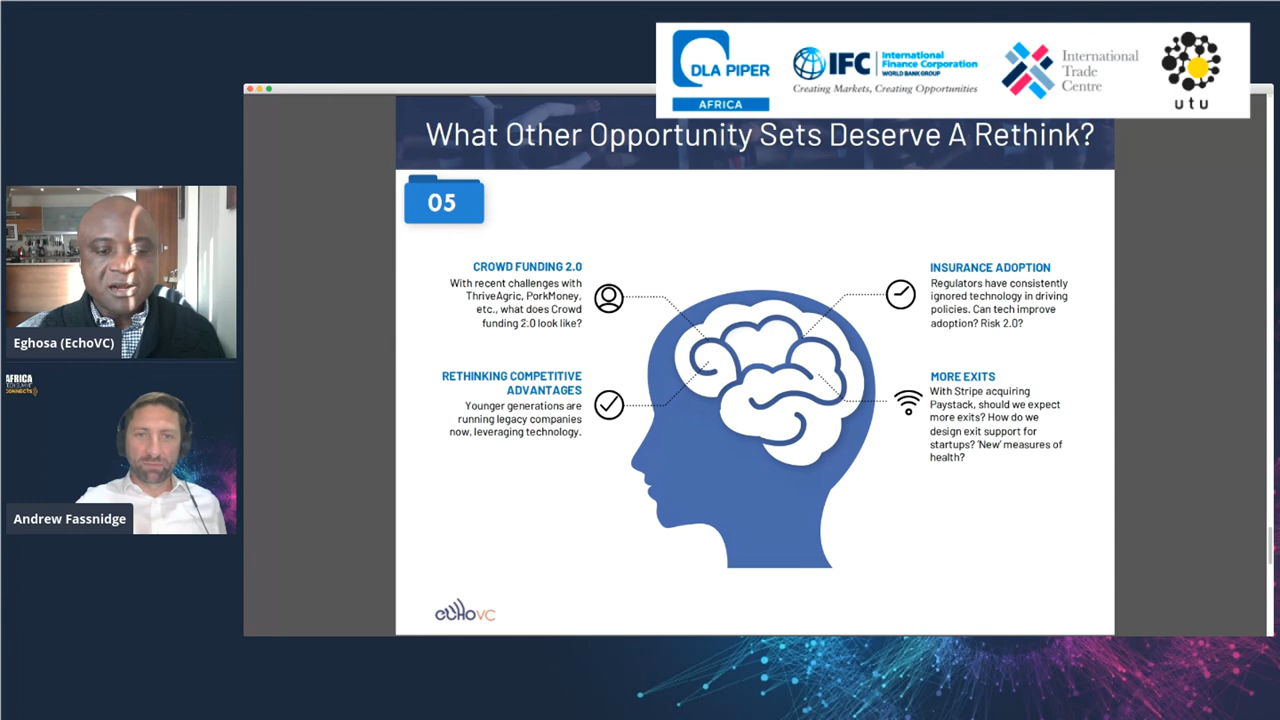 DLA PIPER
AFRICA
IFC
International
Finance Corporation
WORLD BANK GROUP
Creating Markets, Creating Opportunities
International
Trade
Centre
utu
What Other Opportunity Sets Deserve A Rethink?
05
CROWD FUNDING 2.0
With recent challenges with
ThriveAgric, PorkMoney,
etc., what does Crowd
funding 2.0 look like?
RETHINKING COMPETITIVE
ADVANTAGES
Younger generations are
running legacy companies
now, leveraging technology.
INSURANCE ADOPTION
Regulators have consistently
ignored technology in driving
policies. Can tech improve
adoption? Risk 2.0?
MORE EXITS
With Stripe acquiring
Paystack, should we expect
more exits? How do we
design exit support for
startups? 'New' measures of
health?
echoVC
Eghosa (EchoVC)
AFRICA
TECH SUMMIT
CONNECTS
Andrew Fassnidge